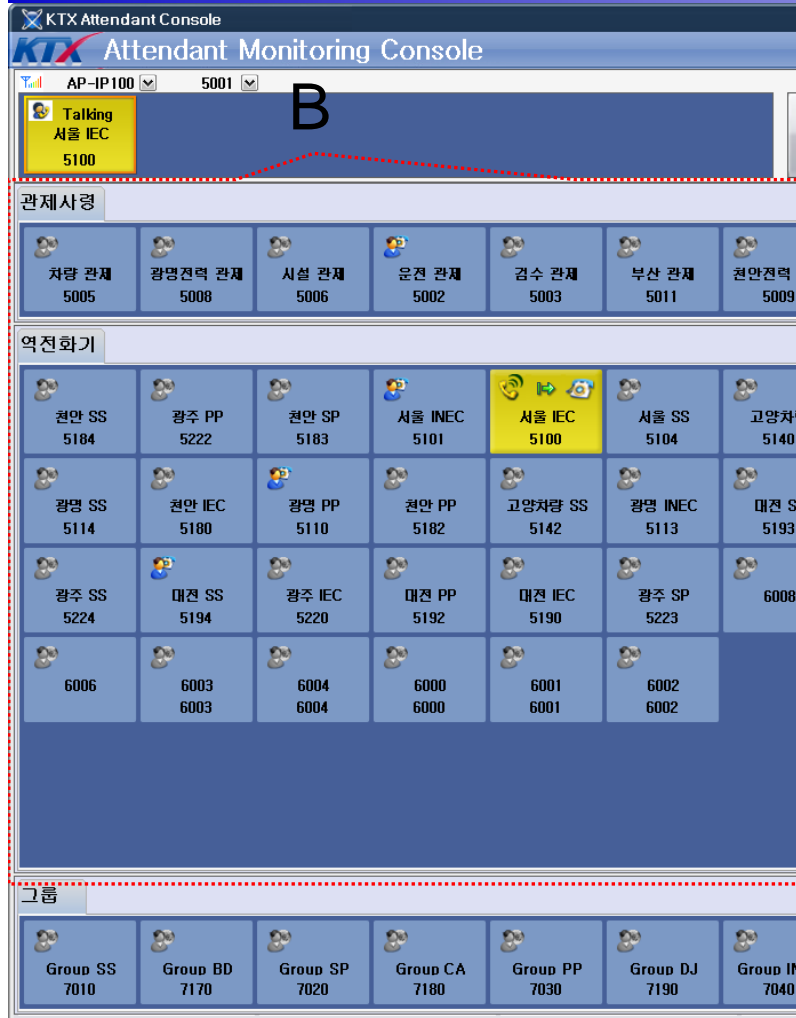 KTX Attendant Console
KTX Attendant Monitoring Console
AP-IP100 5001
B
Talking
서울 IEC
5100
관제사령
차량 관제 광명전력 관제 시설 관제 운전 관제 검수 관제 부산 관제 천안전력
5005 5008 5006 5002 5003 5011 5009
역전화기
천안 SS 광주 PP 천안 SP 서울 INEC 서울 IEC 서울 SS 고양차
5184 5222 5183 5101 5100 5104 5140
광명 SS 천안 IEC 광명 PP 천안 PP 고양차량 SS 광명 INEC 대전 S
5114 5180 5110 5182 5142 5113 5193
광주 SS 대전 SS 광주 IEC 대전 PP 대전 IEC 광주 SP 6008
5224 5194 5220 5192 5190 5223
6006 6003 6004 6000 6001 6002
6003 6004 6000 6001 6002
그룹
Group SS Group BD Group SP Group CA Group PP Group DJ Group IN
7010 7170 7020 7180 7030 7190 7040